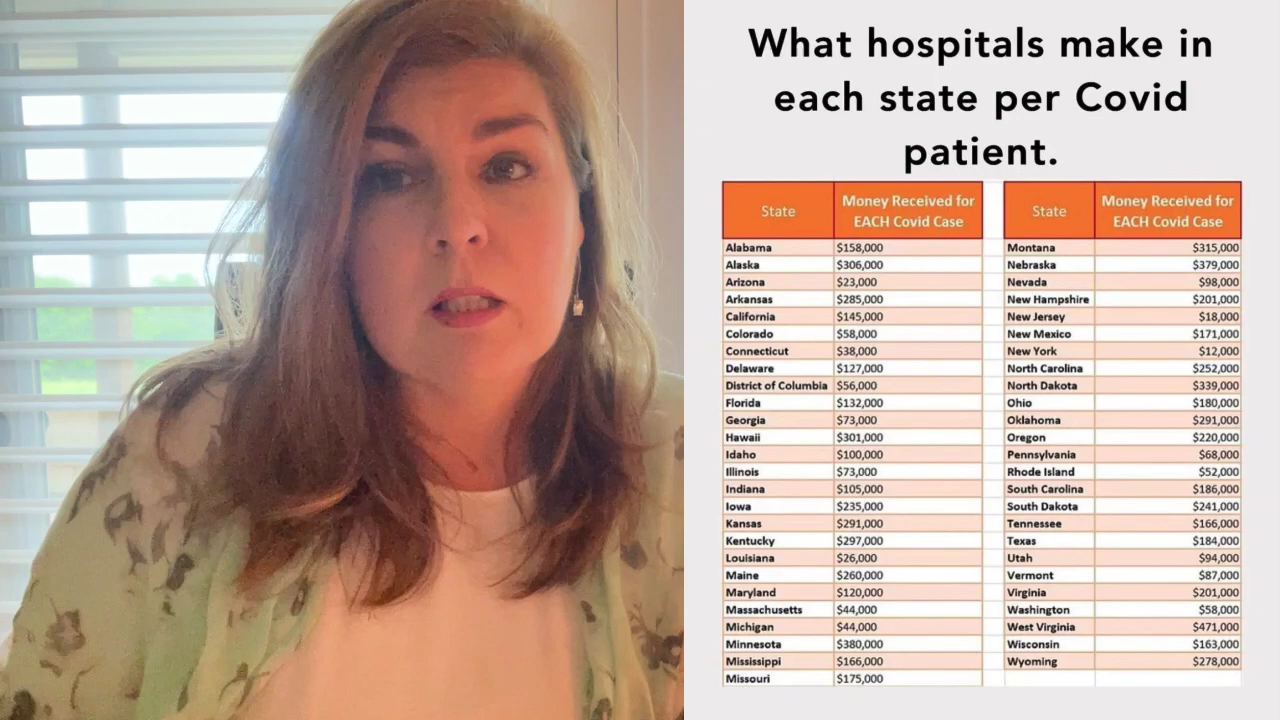 What hospitals make in
each state per Covid
patient.
State Money Received for
EACH Covid Case
Alabama $158,000
Alaska $306,000
Arizona $23,000
Arkansas $285,000
California $145,000
Colorado $58,000
Connecticut $38,000
Delaware $127,000
District of Columbia $56,000
Florida $132,000
Georgia $73,000
Hawaii $301,000
Idaho $100,000
Illinois $73,000
Indiana $105,000
Iowa $235,000
Kansas $291,000
Kentucky $297,000
Louisiana $26,000
Maine $260,000
Maryland $120,000
Massachusetts $44,000
Michigan $44,000
Minnesota $380,000
Mississippi $166,000
Missouri $175,000
State Money Received for
EACH Covid Case
Montana $315,000
Nebraska $379,000
Nevada $98,000
New Hampshire $201,000
New Jersey $18,000
New Mexico $171,000
New York $12,000
North Carolina $252,000
North Dakota $339,000
Ohio $180,000
Oklahoma $291,000
Oregon $220,000
Pennsylvania $68,000
Rhode Island $52,000
South Carolina $186,000
South Dakota $241,000
Tennessee $166,000
Texas $184,000
Utah $94,000
Vermont $87,000
Virginia $201,000
Washington $58,000
West Virginia $471,000
Wisconsin $163,000
Wyoming $278,000